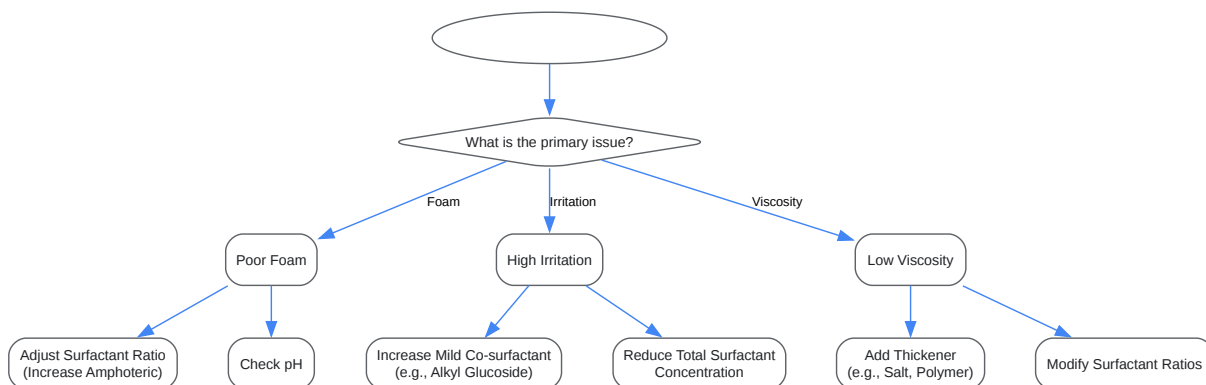 What is the primary issue?
Foam
Irritation
Viscosity
Poor Foam
High Irritation
Low Viscosity
Adjust Surfactant Ratio
(Increase Amphoteric)
Check pH
Increase Mild Co-surfactant
(e.g., Alkyl Glucoside)
Reduce Total Surfactant
Concentration
Add Thickener
(e.g., Salt, Polymer)
Modify Surfactant Ratios